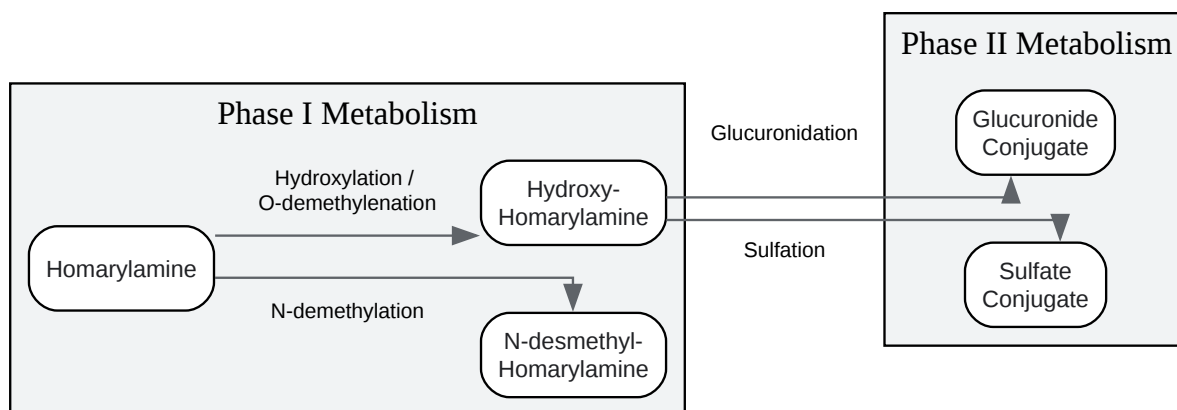 Phase I Metabolism
Homarylamine
Hydroxylation /
O-demethylenation
N-demethylation
Hydroxy-
Homarylamine
N-desmethyl-
Homarylamine
Glucuronidation
Sulfation
Phase II Metabolism
Glucuronide
Conjugate
Sulfate
Conjugate